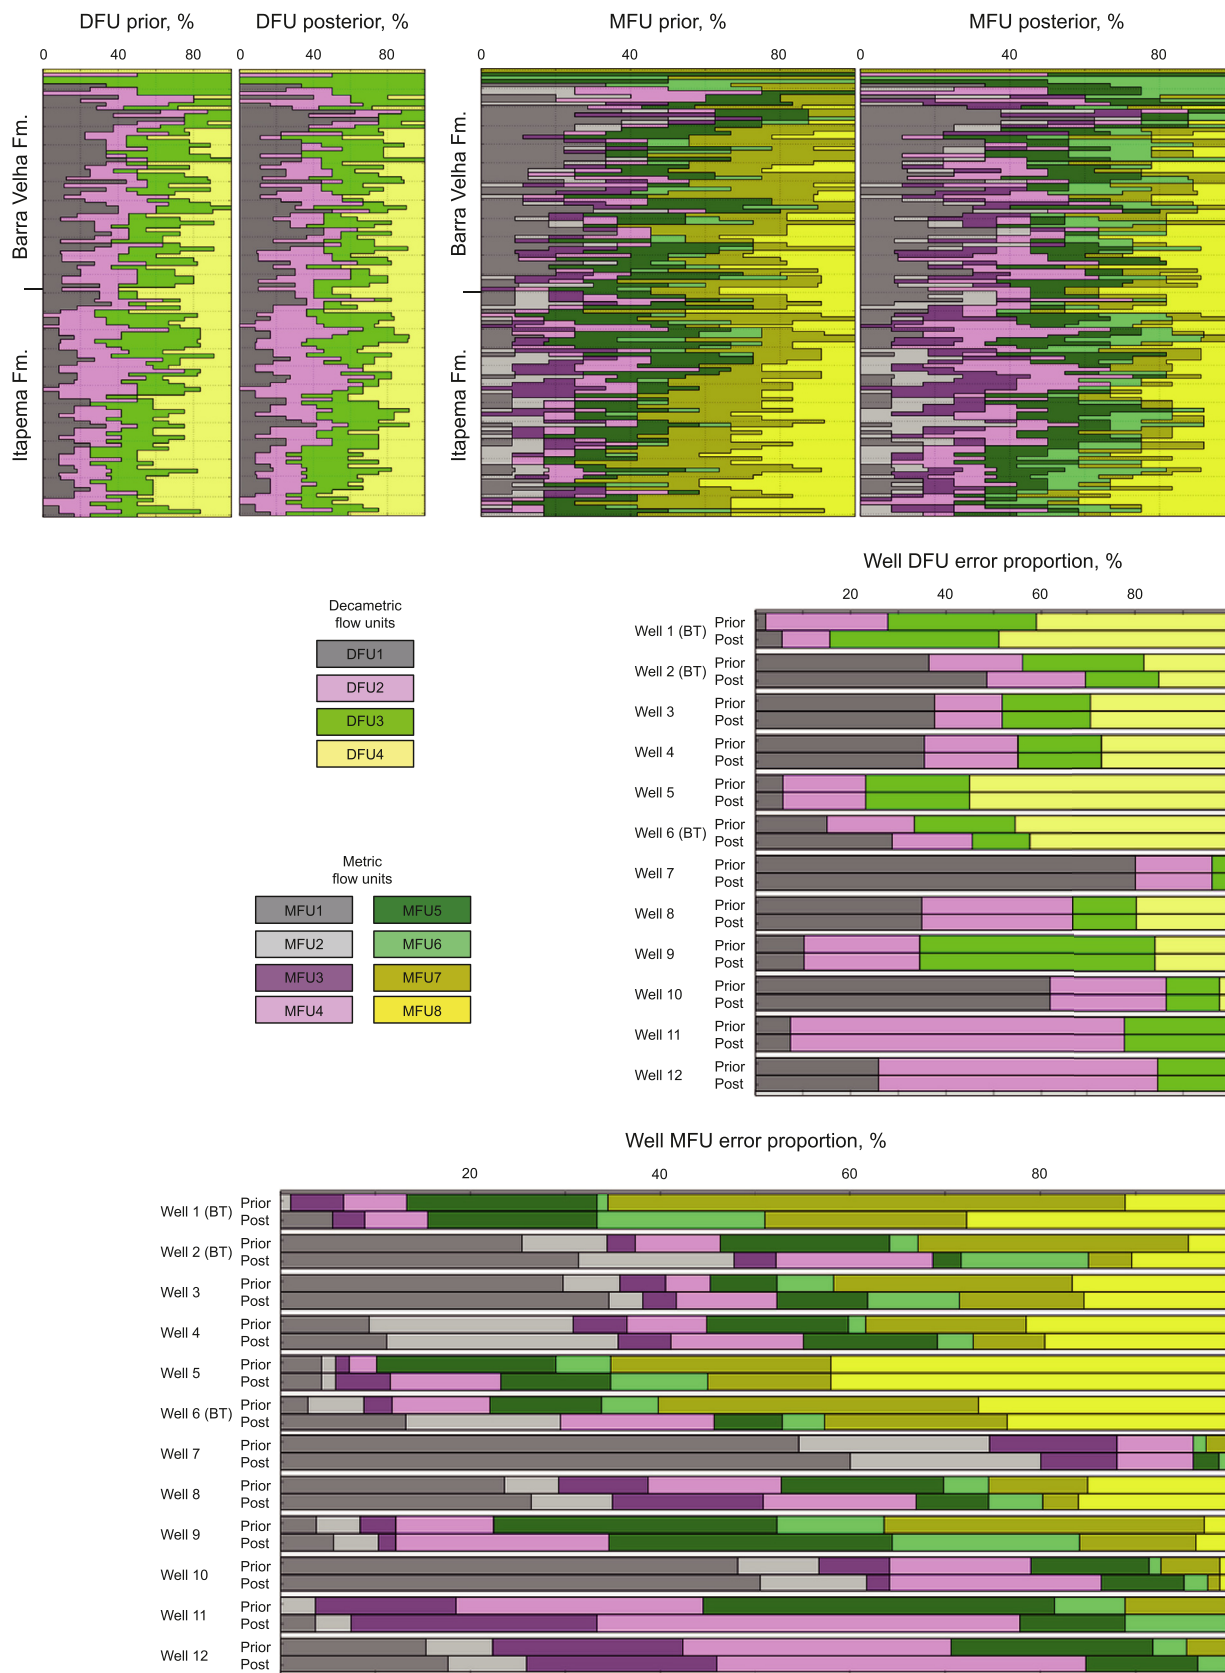 DFU prior, %
DFU posterior, %
MFU prior, %
MFU posterior, %
0 40 80
0 40 80
0 40 80
0 40 80
Barra Velha Fm.
Itapema Fm.
Barra Velha Fm.
Itapema Fm.
Well DFU error proportion, %
20 40 60 80
Well 1 (BT)
Prior
Post
Well 2 (BT)
Prior
Post
Well 3
Prior
Post
Well 4
Prior
Post
Well 5
Prior
Post
Well 6 (BT)
Prior
Post
Well 7
Prior
Post
Well 8
Prior
Post
Well 9
Prior
Post
Well 10
Prior
Post
Well 11
Prior
Post
Well 12
Prior
Post
Decametric
flow units
DFU1
DFU2
DFU3
DFU4
Metric
flow units
MFU1
MFU2
MFU3
MFU4
MFU5
MFU6
MFU7
MFU8
Well MFU error proportion, %
20 40 60 80
Well 1 (BT)
Prior
Post
Well 2 (BT)
Prior
Post
Well 3
Prior
Post
Well 4
Prior
Post
Well 5
Prior
Post
Well 6 (BT)
Prior
Post
Well 7
Prior
Post
Well 8
Prior
Post
Well 9
Prior
Post
Well 10
Prior
Post
Well 11
Prior
Post
Well 12
Prior
Post